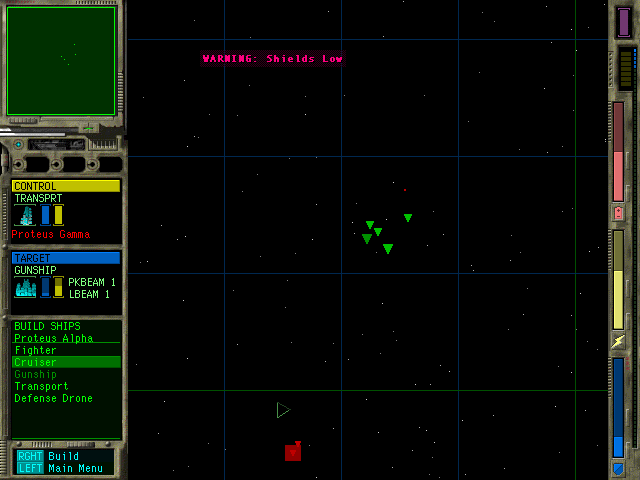 WARNING: Shields Low
CONTROL
TRANSPRT
Proteus Gamma
TARGET
GUNSHIP
PKBEAM 1
LBEAM 1
BUILD SHIPS
Proteus Alpha
Fighter
Cruiser
Gunship
Transport
Defense Drone
RGHT Build
LEFT Main Menu